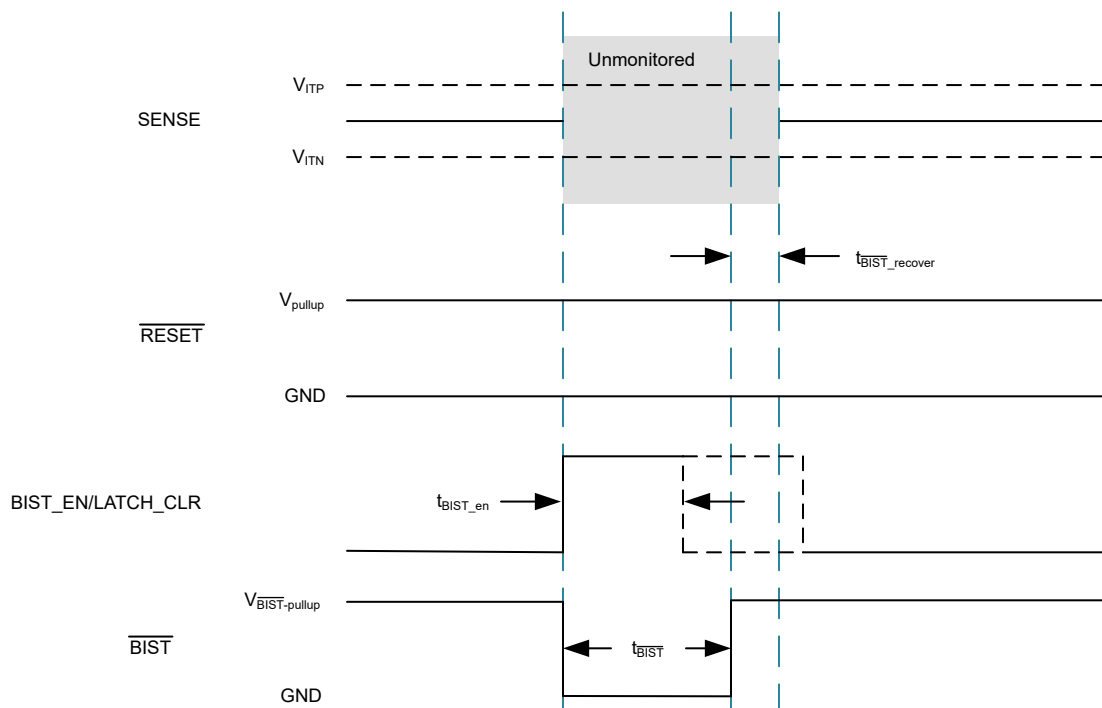 Unmonitored
VITP
SENSE
VITN
tBIST_recover
Vpullup
RESET
GND
BIST_EN/LATCH_CLR
tBIST_en
VBIST-pullup
BIST
tBIST
GND